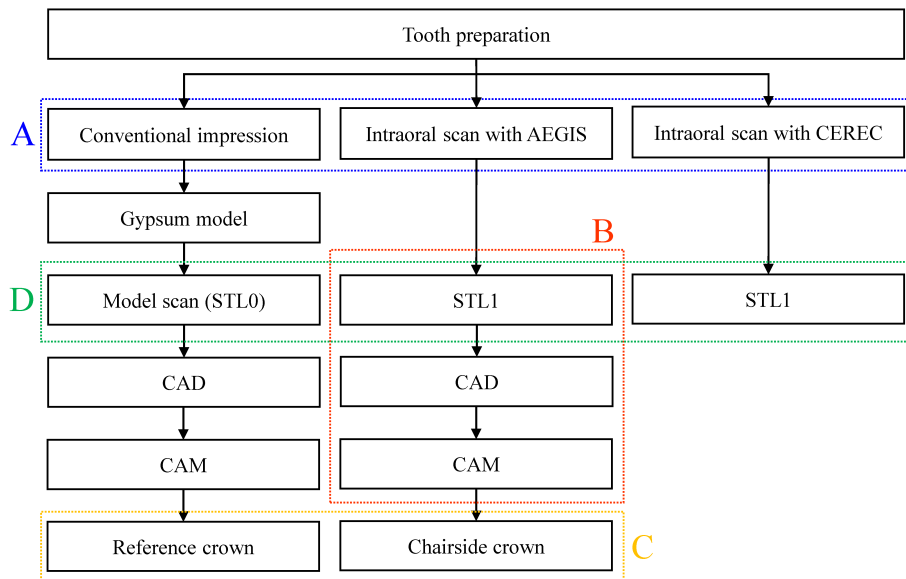 Tooth preparation
A
Conventional impression
Intraoral scan with AEGIS
Intraoral scan with CEREC
Gypsum model
B
D
Model scan (STL0)
STL1
STL1
CAD
CAD
CAM
CAM
Reference crown
Chairside crown
C